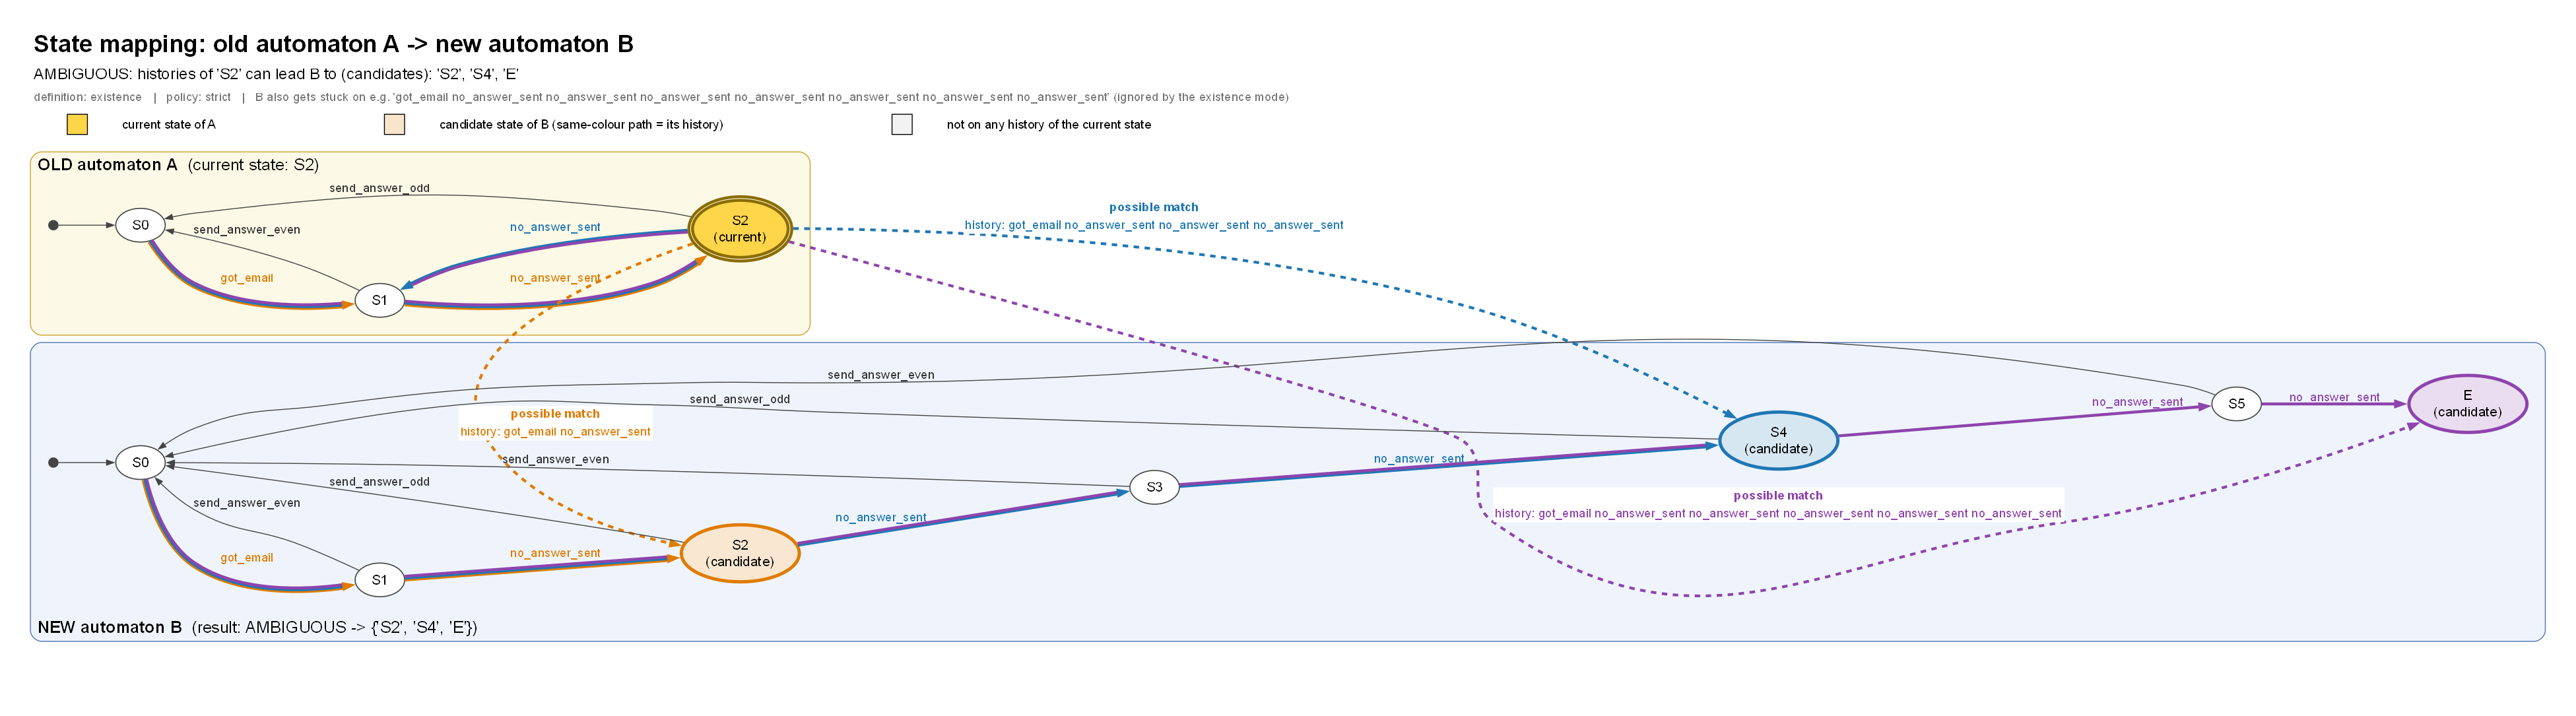 State mapping: old automaton A -> new automaton B
AMBIGUOUS: histories of 'S2' can lead B to (candidates): 'S2', 'S4', 'E'
definition: existence | policy: strict | B also gets stuck on e.g. 'got_email no_answer_sent no_answer_sent no_answer_sent no_answer_sent no_answer_sent no_answer_sent no_answer_sent' (ignored by the existence mode)
current state of A
candidate state of B (same-colour path = its history)
not on any history of the current state
OLD automaton A (current state: S2)
send_answer_odd
S0
send_answer_even
no_answer_sent
S2
(current)
got_email
no_answer_sent
S1
possible match
history: got_email no_answer_sent no_answer_sent no_answer_sent
send_answer_even
send_answer_odd
possible match
history: got_email no_answer_sent
S0
send_answer_even
send_answer_odd
send_answer_even
no_answer_sent
S3
no_answer_sent
S4
(candidate)
no_answer_sent
S5
no_answer_sent
E
(candidate)
possible match
history: got_email no_answer_sent no_answer_sent no_answer_sent no_answer_sent no_answer_sent
got_email
no_answer_sent
S2
(candidate)
S1
NEW automaton B (result: AMBIGUOUS -> {'S2', 'S4', 'E'})